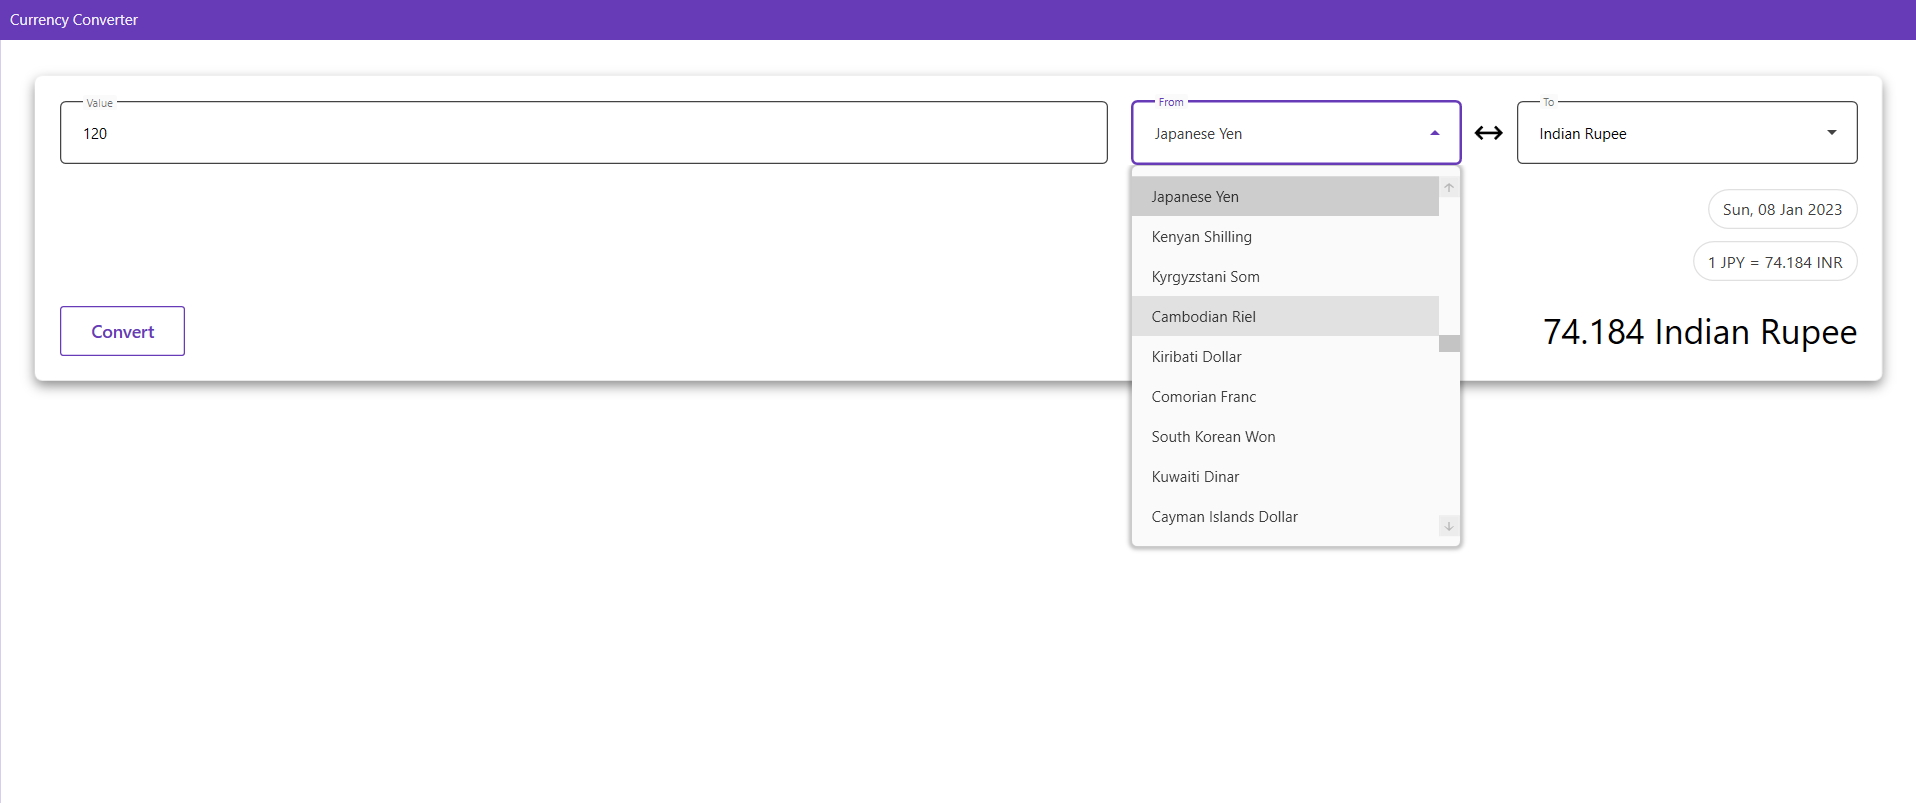 Currency Converter
Value
120
From
Japanese Yen
To
Indian Rupee
Japanese Yen
Kenyan Shilling
Kyrgyzstani Som
Cambodian Riel
Kiribati Dollar
Comorian Franc
South Korean Won
Kuwaiti Dinar
Cayman Islands Dollar
Sun, 08 Jan 2023
1 JPY = 74.184 INR
Convert
74.184 Indian Rupee